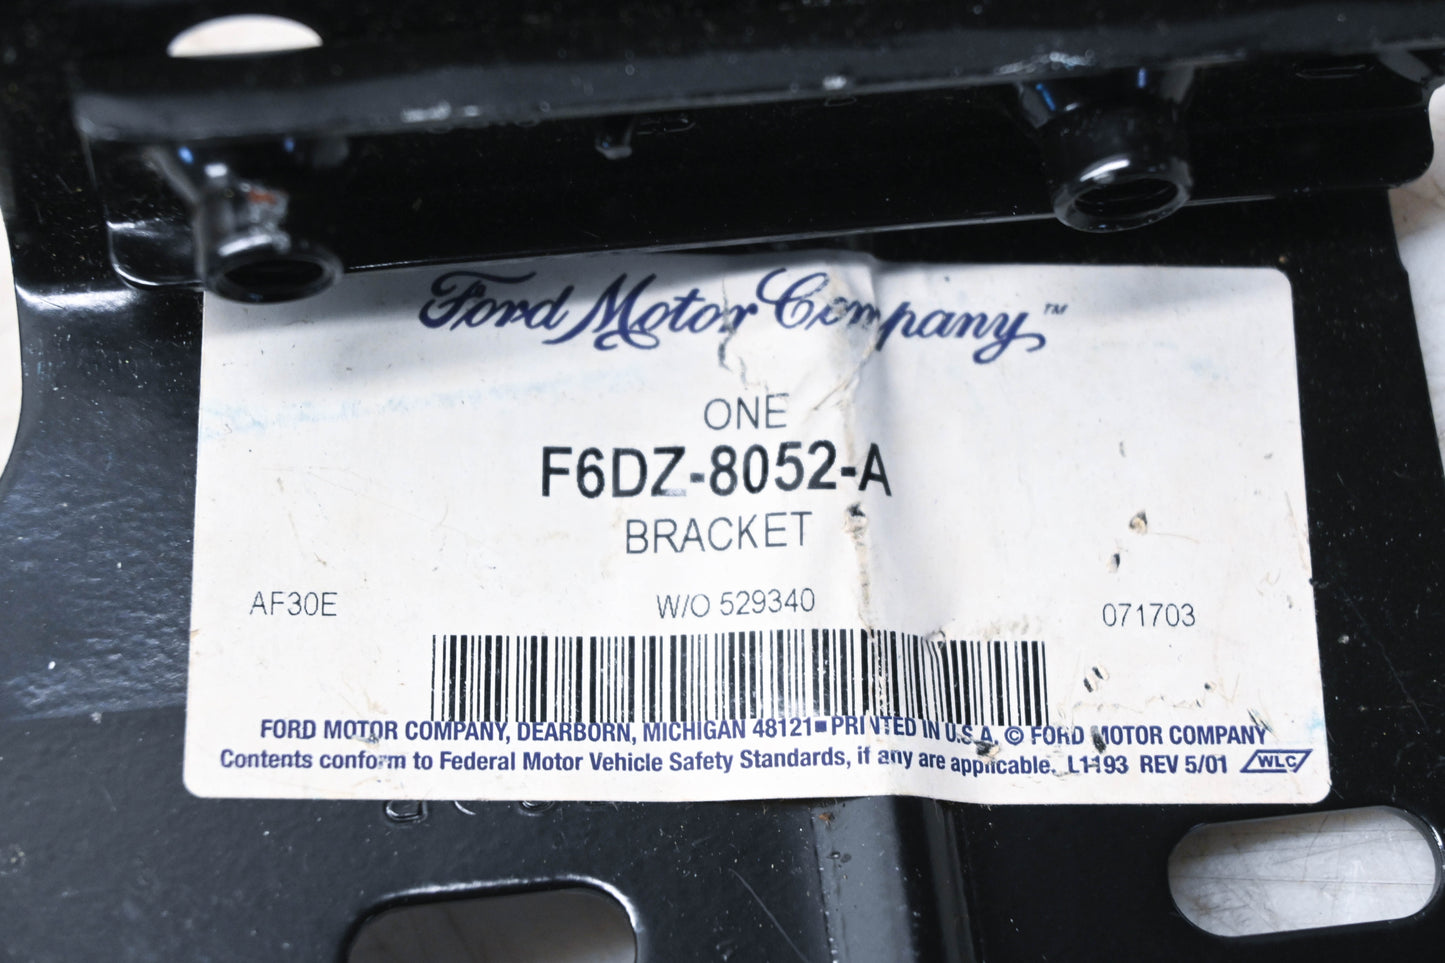 Ford Motor Company™
ONE
F6DZ-8052-A
BRACKET
AF30E W/O 529340 071703
FORD MOTOR COMPANY, DEARBORN, MICHIGAN 48121■PRINTED IN U.S.A. © FORD MOTOR COMPANY
Contents conform to Federal Motor Vehicle Safety Standards, if any are applicable. L1193 REV 5/01 WLC